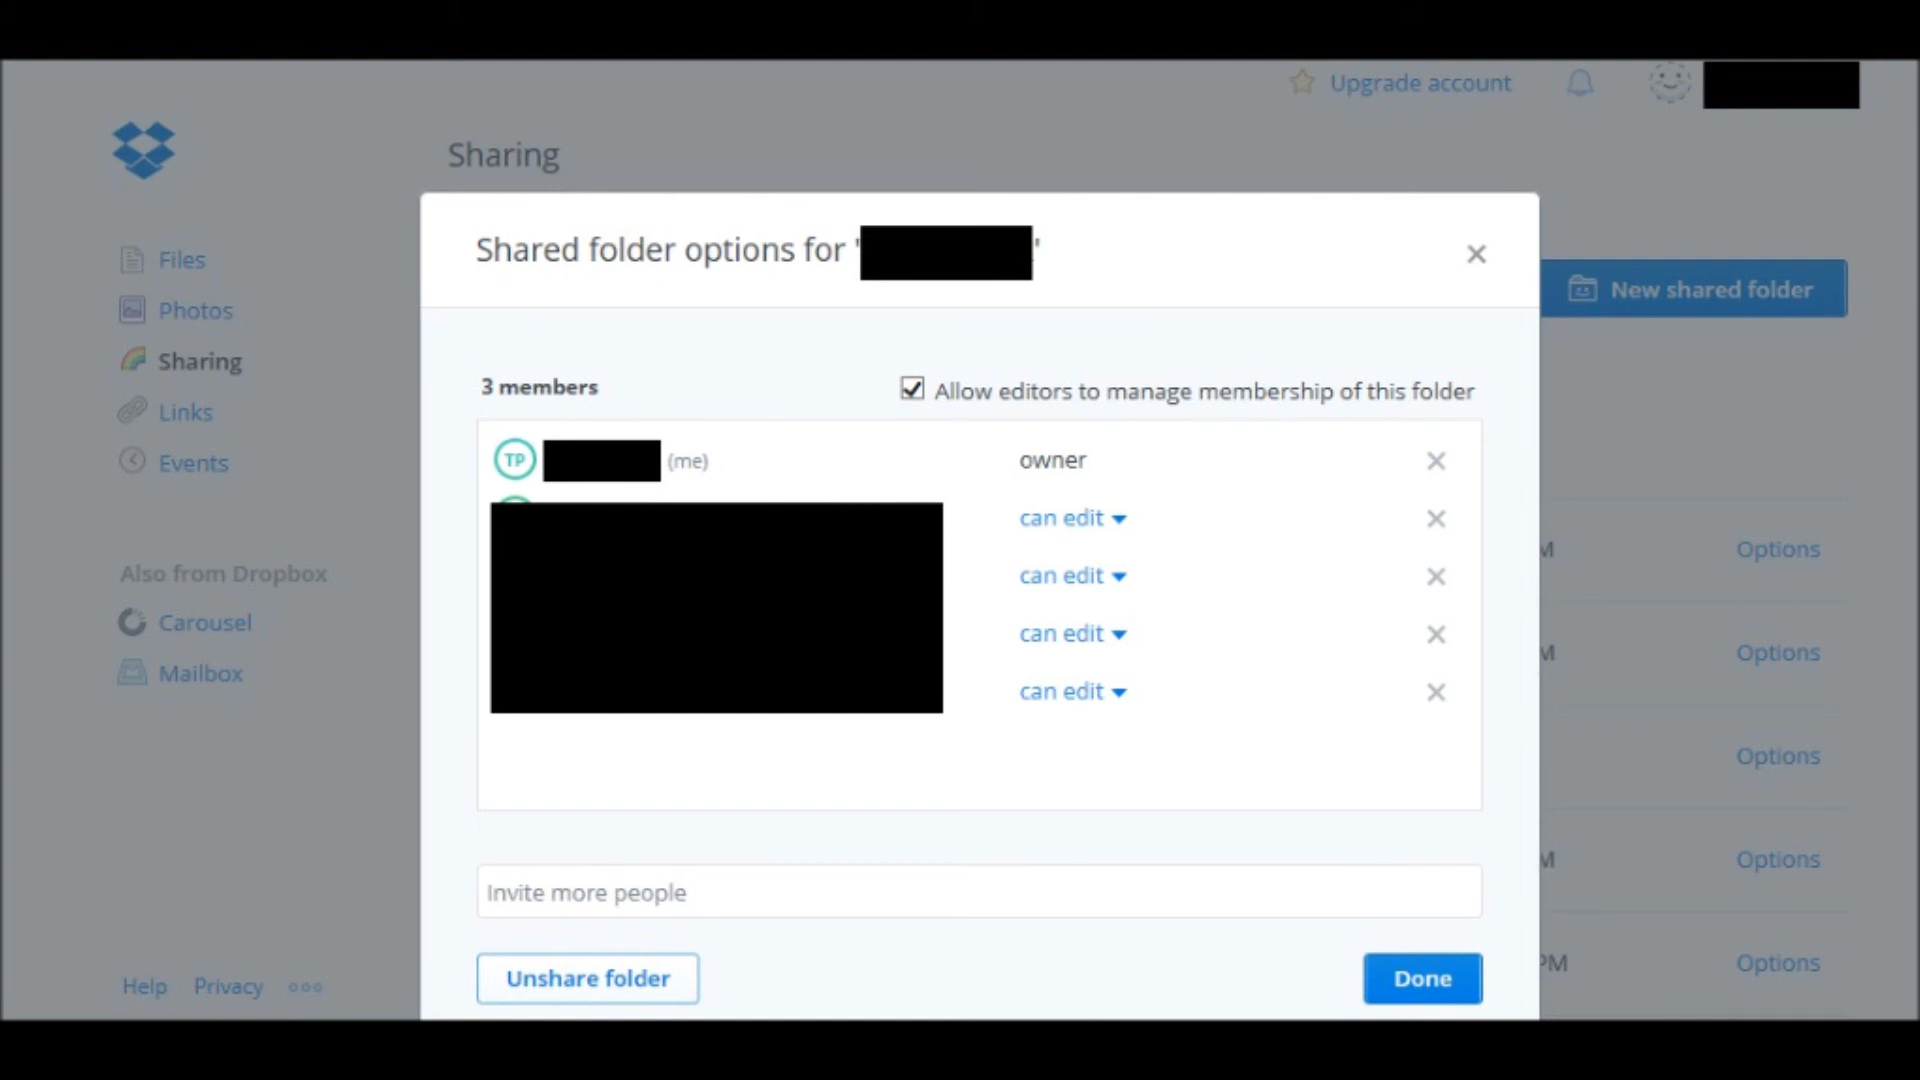 Upgrade account
Sharing
Shared folder options for ' '
Files
New shared folder
Photos
Sharing
3 members
Allow editors to manage membership of this folder
Links
TP (me) owner
Events
can edit
M Options
Also from Dropbox
can edit
Carousel
can edit
M Options
Mailbox
can edit
Options
M Options
Invite more people
PM Options
Unshare folder
Done
Help Privacy